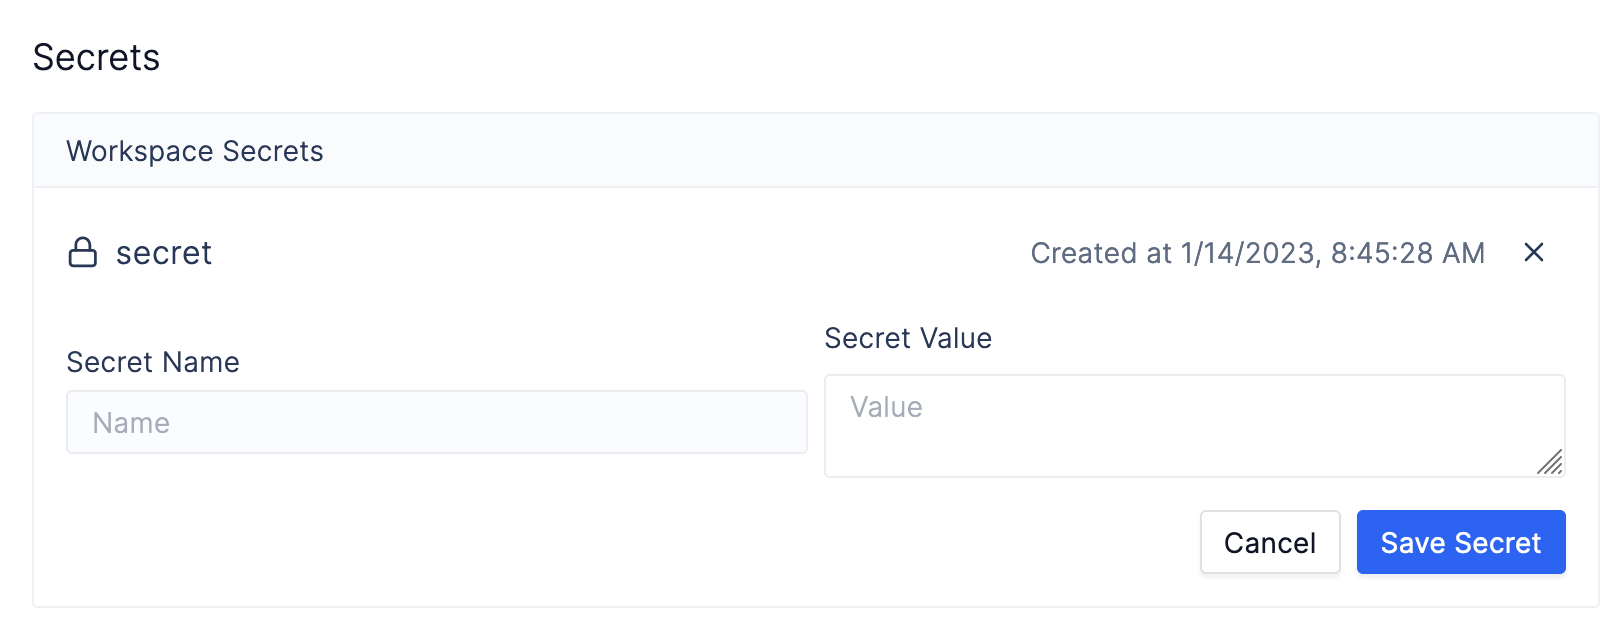 Secrets
Workspace Secrets
secret Created at 1/14/2023, 8:45:28 AM
Secret Name
Name
Secret Value
Value
Cancel Save Secret